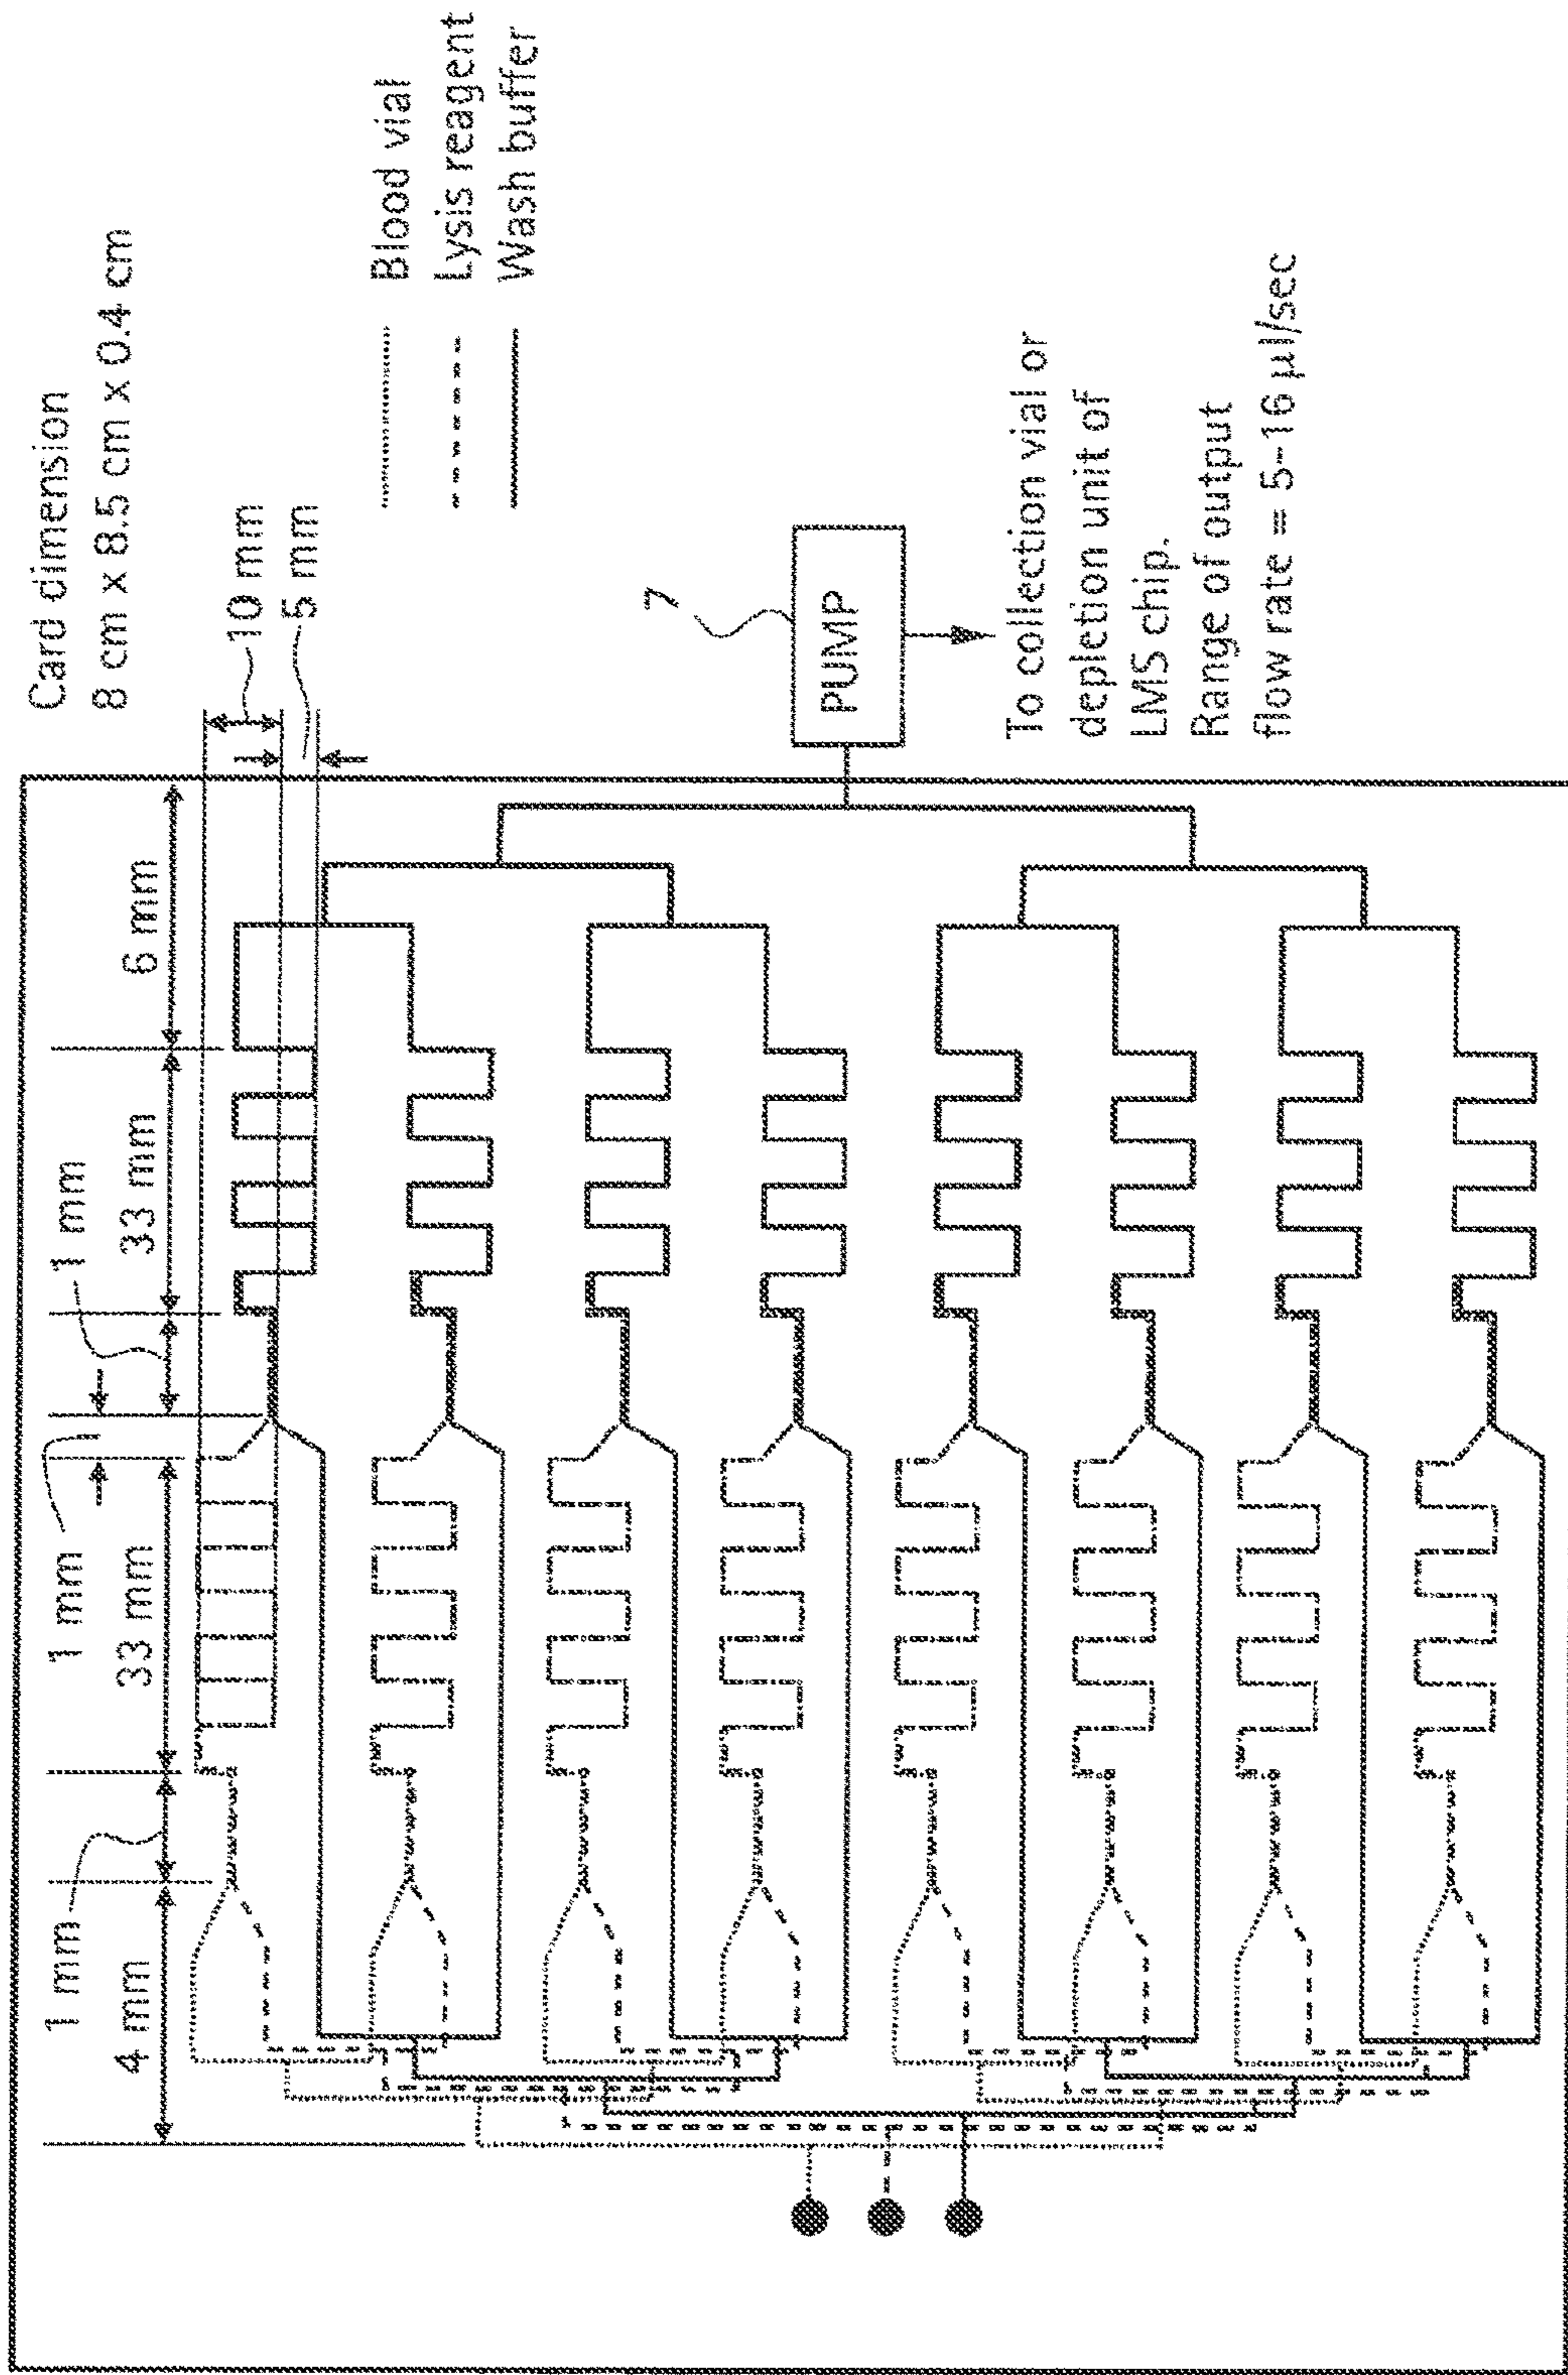 Card dimension
8 cm x 8.5 cm x 0.4 cm
10 mm
5 mm
Blood vial
Lysis reagent
Wash buffer
4 mm
1 mm
33 mm
1 mm
1 mm
33 mm
6 mm
7
PUMP
To collection vial or
depletion unit of
LMS chip.
Range of output
flow rate = 5-16 µl/sec